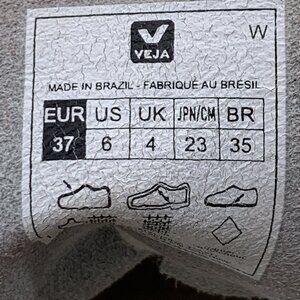 VEJA
W
MADE IN BRAZIL - FABRIQUÉ AU BRÉSIL
EUR US UK JPN/CM BR
37 6 4 23 35